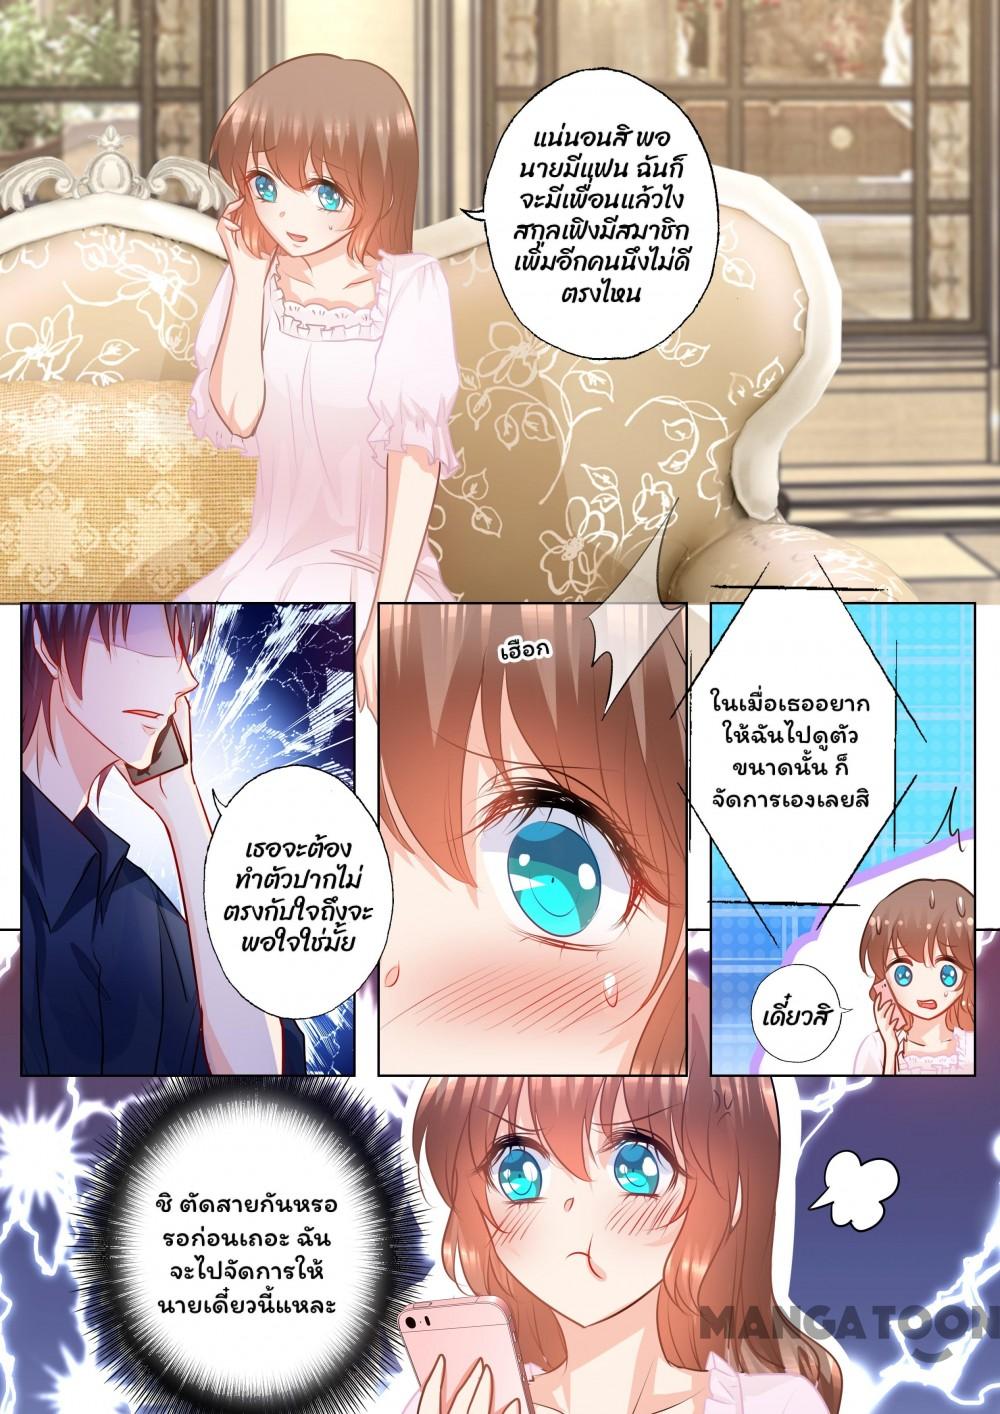 แน่นอนสิ พอ
นายมีแฟน ฉันก็
จะมีเพื่อนแล้วไง
สกุลเฟิงมีสมาชิก
เพิ่มอีกคนนึงไม่ดี
ตรงไหน
เธอจะต้อง
ทำตัวปากไม่
ตรงกับใจถึงจะ
พอใจใช่มั้ย
เฮือก
ในเมื่อเธออยาก
ให้ฉันไปดูตัว
ขนาดนั้น ก็
จัดการเองเลยสิ
เดี๋ยวสิ
ชิ ตัดสายกันหรอ
รอก่อนเถอะ ฉัน
จะไปจัดการให้
นายเดี๋ยวนี้แหละ
MANGATOON